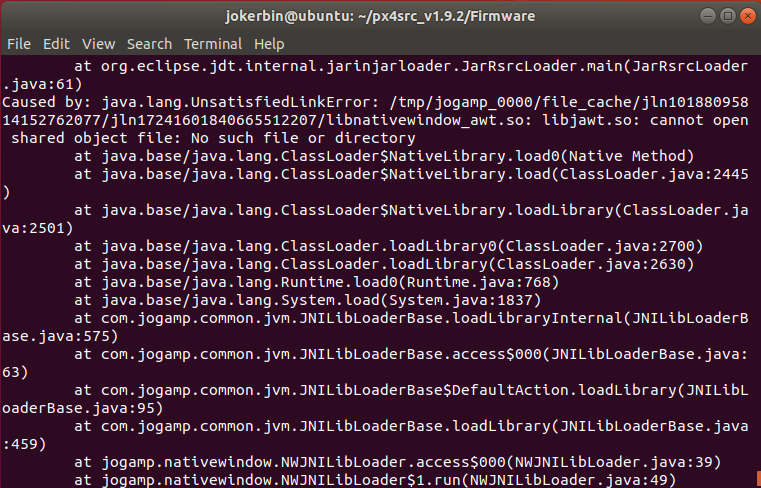 jokerbin@ubuntu: ~/px4src_v1.9.2/Firmware
File Edit View Search Terminal Help
at org.eclipse.jdt.internal.jarinjarloader.JarRsrcLoader.main(JarRsrcLoader
.java:61)
Caused by: java.lang.UnsatisfiedLinkError: /tmp/jogamp_0000/file_cache/jln101880958
14152762077/jln17241601840665512207/libnativewindow_awt.so: libjawt.so: cannot open
shared object file: No such file or directory
at java.base/java.lang.ClassLoader$NativeLibrary.load0(Native Method)
at java.base/java.lang.ClassLoader$NativeLibrary.load(ClassLoader.java:2445
)
at java.base/java.lang.ClassLoader$NativeLibrary.loadLibrary(ClassLoader.ja
va:2501)
at java.base/java.lang.ClassLoader.loadLibrary0(ClassLoader.java:2700)
at java.base/java.lang.ClassLoader.loadLibrary(ClassLoader.java:2630)
at java.base/java.lang.Runtime.load0(Runtime.java:768)
at java.base/java.lang.System.load(System.java:1837)
at com.jogamp.common.jvm.JNILibLoaderBase.loadLibraryInternal(JNILibLoaderB
ase.java:575)
at com.jogamp.common.jvm.JNILibLoaderBase.access$000(JNILibLoaderBase.java:
63)
at com.jogamp.common.jvm.JNILibLoaderBase$DefaultAction.loadLibrary(JNILibL
oaderBase.java:95)
at com.jogamp.common.jvm.JNILibLoaderBase.loadLibrary(JNILibLoaderBase.java
:459)
at jogamp.nativewindow.NWJNILibLoader.access$000(NWJNILibLoader.java:39)
at jogamp.nativewindow.NWJNILibLoader$1.run(NWJNILibLoader.java:49)